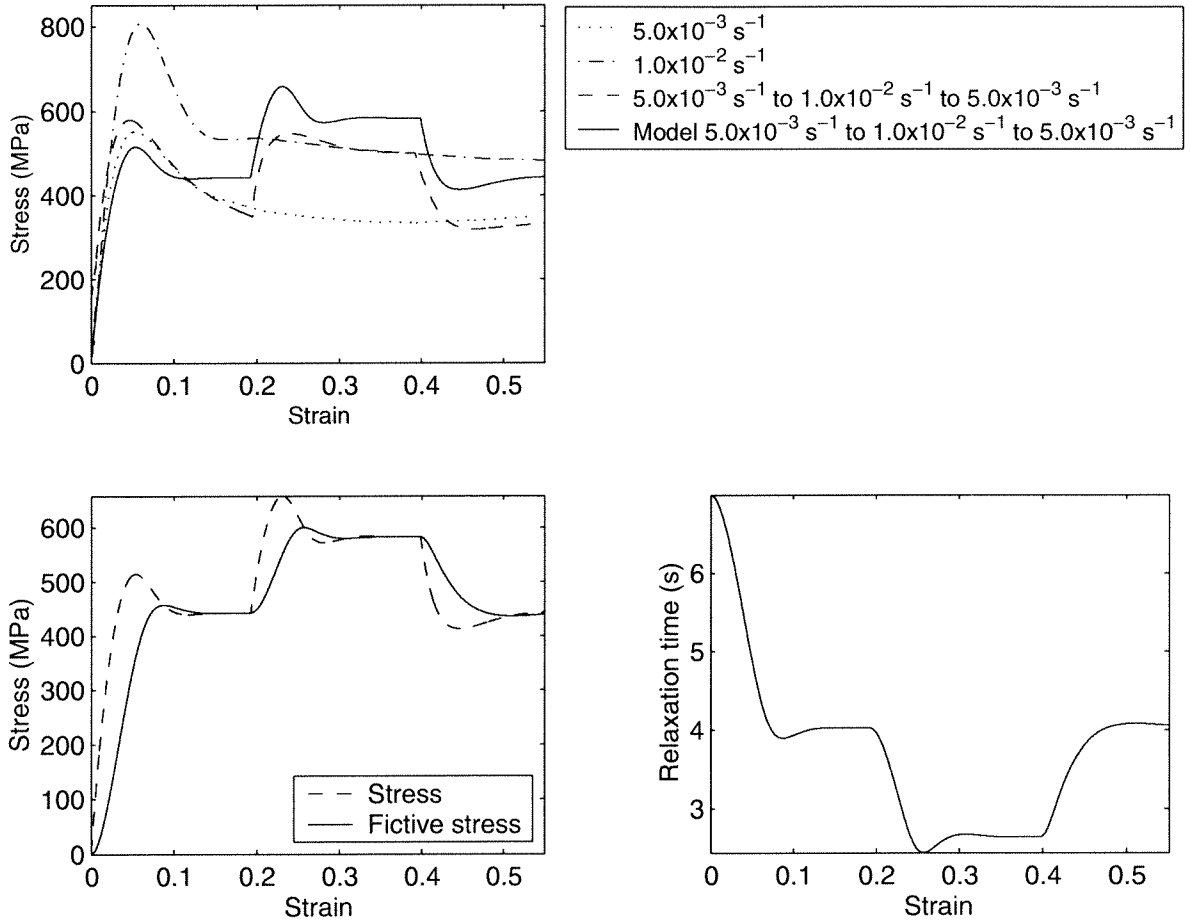 800
600
400
200
0
Stress (MPa)
0 0.1 0.2 0.3 0.4 0.5
Strain
5.0x10⁻³ s⁻¹
1.0x10⁻² s⁻¹
5.0x10⁻³ s⁻¹ to 1.0x10⁻² s⁻¹ to 5.0x10⁻³ s⁻¹
Model 5.0x10⁻³ s⁻¹ to 1.0x10⁻² s⁻¹ to 5.0x10⁻³ s⁻¹
600
500
400
300
200
100
0
Stress (MPa)
Stress
Fictive stress
0 0.1 0.2 0.3 0.4 0.5
Strain
6
5
4
3
Relaxation time (s)
0 0.1 0.2 0.3 0.4 0.5
Strain